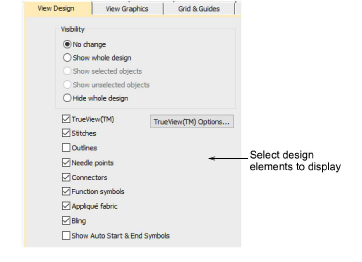 View Design View Graphics Grid & Guides
Visibility
No change
Show whole design
Show selected objects
Show unselected objects
Hide whole design
TrueView(TM) TrueView(TM) Options...
Stitches
Outlines
Needle points
Connectors
Function symbols
Appliqué fabric
Bling
Show Auto Start & End Symbols
Select design
elements to display